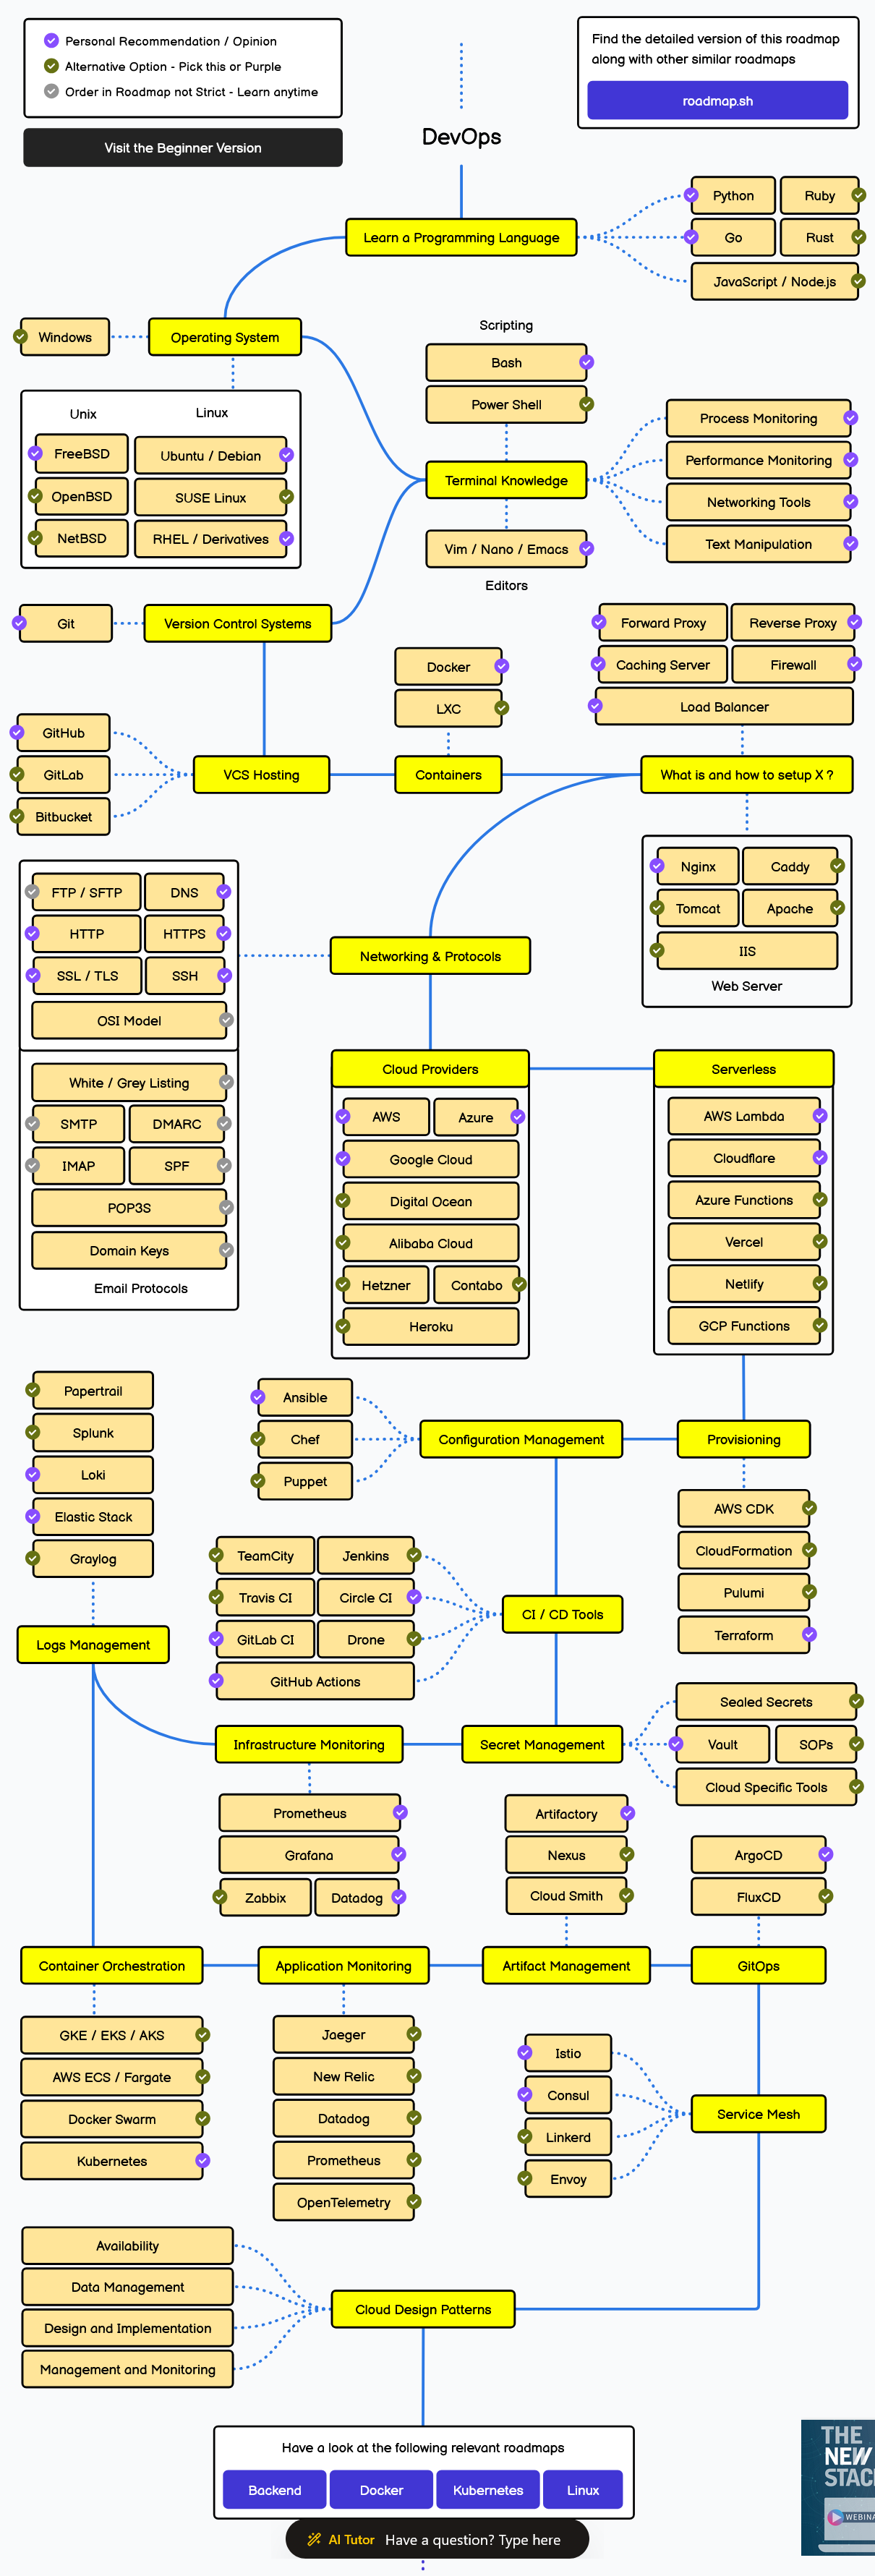 Personal Recommendation / Opinion
Alternative Option - Pick this or Purple
Order in Roadmap not Strict - Learn anytime
Visit the Beginner Version
Find the detailed version of this roadmap
along with other similar roadmaps
roadmap.sh
DevOps
Learn a Programming Language
Python
Ruby
Go
Rust
JavaScript / Node.js
Windows
Operating System
Unix
Linux
FreeBSD
Ubuntu / Debian
OpenBSD
SUSE Linux
NetBSD
RHEL / Derivatives
Scripting
Bash
Power Shell
Terminal Knowledge
Vim / Nano / Emacs
Editors
Process Monitoring
Performance Monitoring
Networking Tools
Text Manipulation
Git
Version Control Systems
GitHub
GitLab
Bitbucket
VCS Hosting
Docker
LXC
Containers
Forward Proxy
Reverse Proxy
Caching Server
Firewall
Load Balancer
What is and how to setup X ?
Nginx
Caddy
Tomcat
Apache
IIS
Web Server
FTP / SFTP
DNS
HTTP
HTTPS
SSL / TLS
SSH
OSI Model
White / Grey Listing
SMTP
DMARC
IMAP
SPF
POP3S
Domain Keys
Email Protocols
Networking & Protocols
Cloud Providers
AWS
Azure
Google Cloud
Digital Ocean
Alibaba Cloud
Hetzner
Contabo
Heroku
Serverless
AWS Lambda
Cloudflare
Azure Functions
Vercel
Netlify
GCP Functions
Papertrail
Splunk
Loki
Elastic Stack
Graylog
Logs Management
Ansible
Chef
Puppet
Configuration Management
Provisioning
AWS CDK
CloudFormation
Pulumi
Terraform
TeamCity
Jenkins
Travis CI
Circle CI
GitLab CI
Drone
GitHub Actions
CI / CD Tools
Infrastructure Monitoring
Secret Management
Sealed Secrets
Vault
SOPs
Cloud Specific Tools
Prometheus
Grafana
Zabbix
Datadog
Artifactory
Nexus
Cloud Smith
ArgoCD
FluxCD
Container Orchestration
Application Monitoring
Artifact Management
GitOps
GKE / EKS / AKS
AWS ECS / Fargate
Docker Swarm
Kubernetes
Jaeger
New Relic
Datadog
Prometheus
OpenTelemetry
Istio
Consul
Linkerd
Envoy
Service Mesh
Availability
Data Management
Design and Implementation
Management and Monitoring
Cloud Design Patterns
Have a look at the following relevant roadmaps
Backend
Docker
Kubernetes
Linux
AI Tutor Have a question? Type here
THE
NEW
STAC
WEBINA